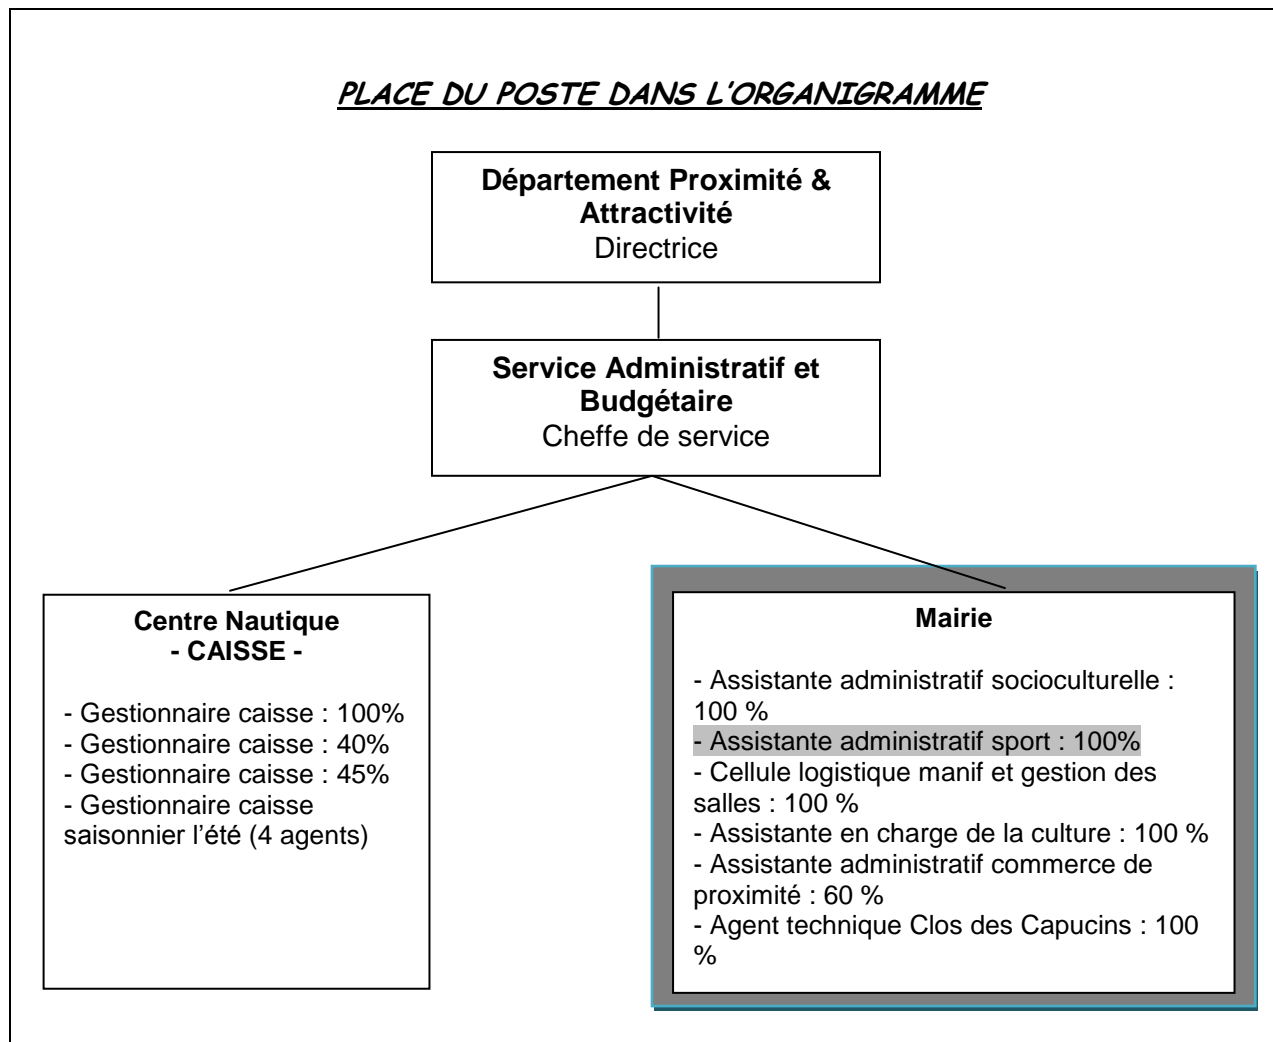 PLACE DU POSTE DANS L'ORGANIGRAMME
Département Proximité &
Attractivité
Directrice
Service Administratif et
Budgétaire
Cheffe de service
Centre Nautique
- CAISSE -
- Gestionnaire caisse : 100%
- Gestionnaire caisse : 40%
- Gestionnaire caisse : 45%
- Gestionnaire caisse
saisonnier l'été (4 agents)
Mairie
- Assistante administratif socioculturelle :
100 %
- Assistante administratif sport : 100%
- Cellule logistique manif et gestion des
salles : 100 %
- Assistante en charge de la culture : 100 %
- Assistante administratif commerce de
proximité : 60 %
- Agent technique Clos des Capucins : 100
%